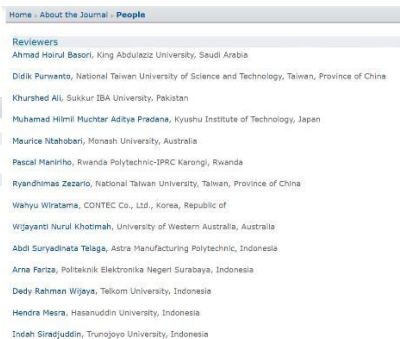 Home » About the Journal » People
Reviewers
Ahmad Hoirul Basori, King Abdulaziz University, Saudi Arabia
Didik Purwanto, National Taiwan University of Science and Technology, Taiwan, Province of China
Khurshed Ali, Sukkur IBA University, Pakistan
Muhamad Hilmil Muchtar Aditya Pradana, Kyushu Institute of Technology, Japan
Maurice Ntahobari, Monash University, Australia
Pascal Maniriho, Rwanda Polytechnic-IPRC Karongi, Rwanda
Ryandhimas Zezario, National Taiwan University, Taiwan, Province of China
Wahyu Wiratama, CONTEC Co., Ltd., Korea, Republic of
Wijayanti Nurul Khotimah, University of Western Australia, Australia
Abdi Suryadinata Telaga, Astra Manufacturing Polytechnic, Indonesia
Arna Fariza, Politeknik Elektronika Negeri Surabaya, Indonesia
Dedy Rahman Wijaya, Telkom University, Indonesia
Hendra Mesra, Hasanuddin University, Indonesia
Indah Siradjuddin, Trunojoyo University, Indonesia